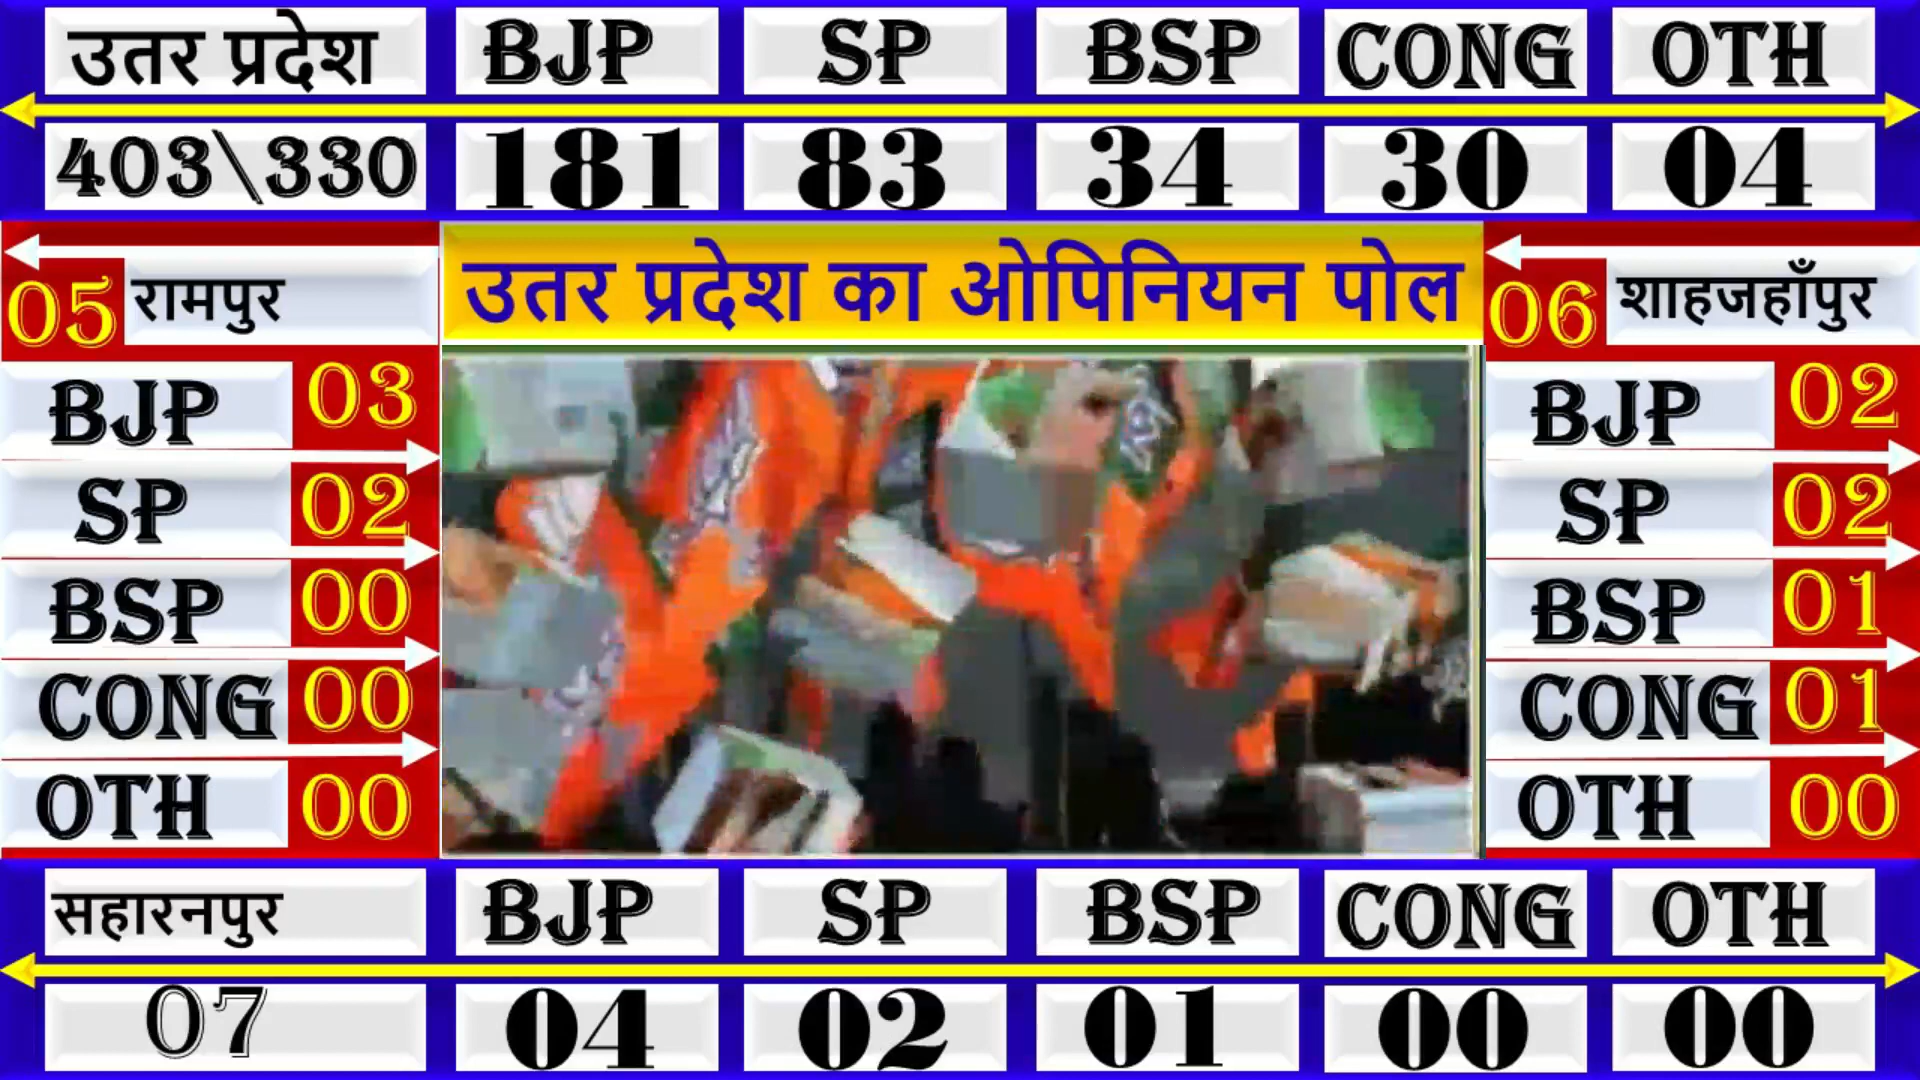 उतर प्रदेश BJP SP BSP CONG OTH
403\330 181 83 34 30 04
उतर प्रदेश का ओपिनियन पोल
05 रामपुर
BJP 03
SP 02
BSP 00
CONG 00
OTH 00
06 शाहजहाँपुर
BJP 02
SP 02
BSP 01
CONG 01
OTH 00
सहारनपुर BJP SP BSP CONG OTH
07 04 02 01 00 00